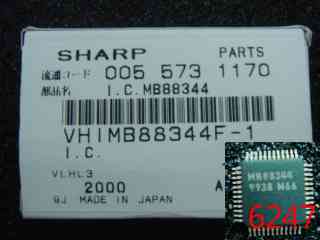 SHARP PARTS
流通コード 005 573 1170
部品名 I.C.MB88344
VHIMB88344F-1
I.C.
VLHL3
2000 A
9J MADE IN JAPAN
MB88344
9938 M66
6247